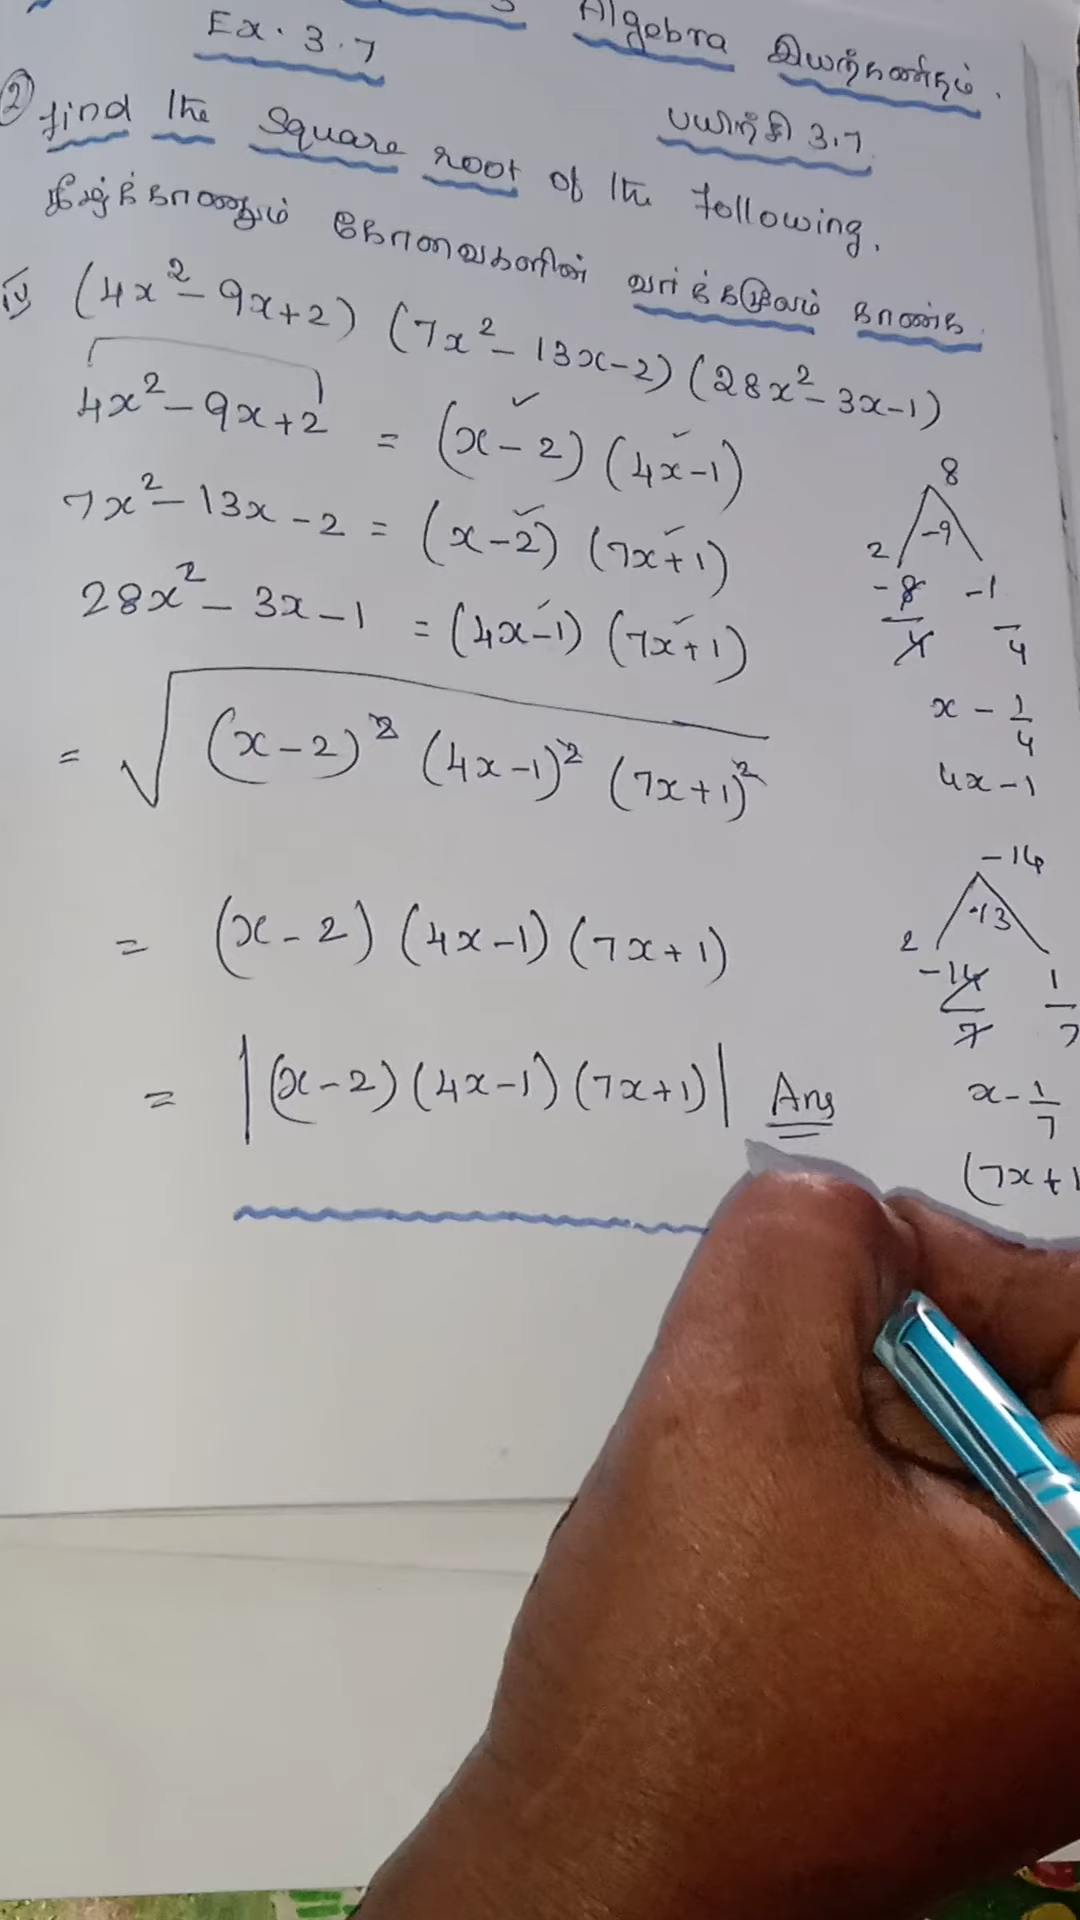 Algebra இயற்கணிதம்.
Ex. 3.7
பயிற்சி 3.7
② find the square root of the following.
கீழ்க்காணும் கோவைகளின் வர்க்கமூலம் காண்க.
iv (4x² - 9x + 2) (7x² - 13x - 2) (28x² - 3x - 1)
4x² - 9x + 2 = (x - 2) (4x - 1)
7x² - 13x - 2 = (x - 2) (7x + 1)
28x² - 3x - 1 = (4x - 1) (7x + 1)
= √(x - 2)² (4x - 1)² (7x + 1)²
= (x - 2) (4x - 1) (7x + 1)
= |(x - 2) (4x - 1) (7x + 1)| Ans
8
-9
2
-8/4 -1/4
x - 1/4
4x - 1
-14
-13
2
-14/7 1/7
x - 1/7
(7x + 1